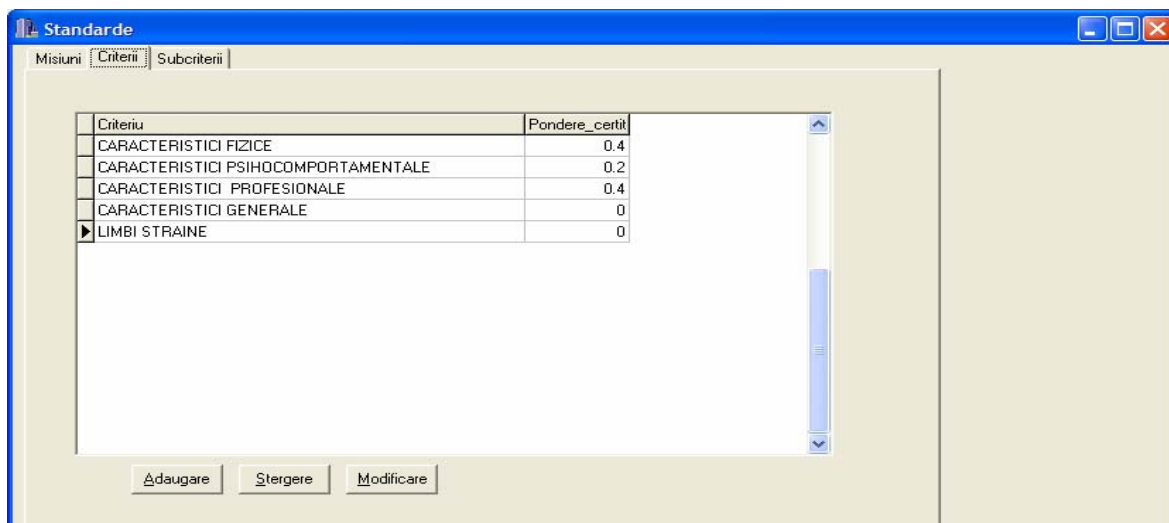 Standarde
Misiuni Criterii Subcriterii
Criteriu Pondere_certit
CARACTERISTICI FIZICE 0.4
CARACTERISTICI PSIHOCOMPORTAMENTALE 0.2
CARACTERISTICI PROFESIONALE 0.4
CARACTERISTICI GENERALE 0
LIMBI STRAINE 0
Adaugare Stergere Modificare